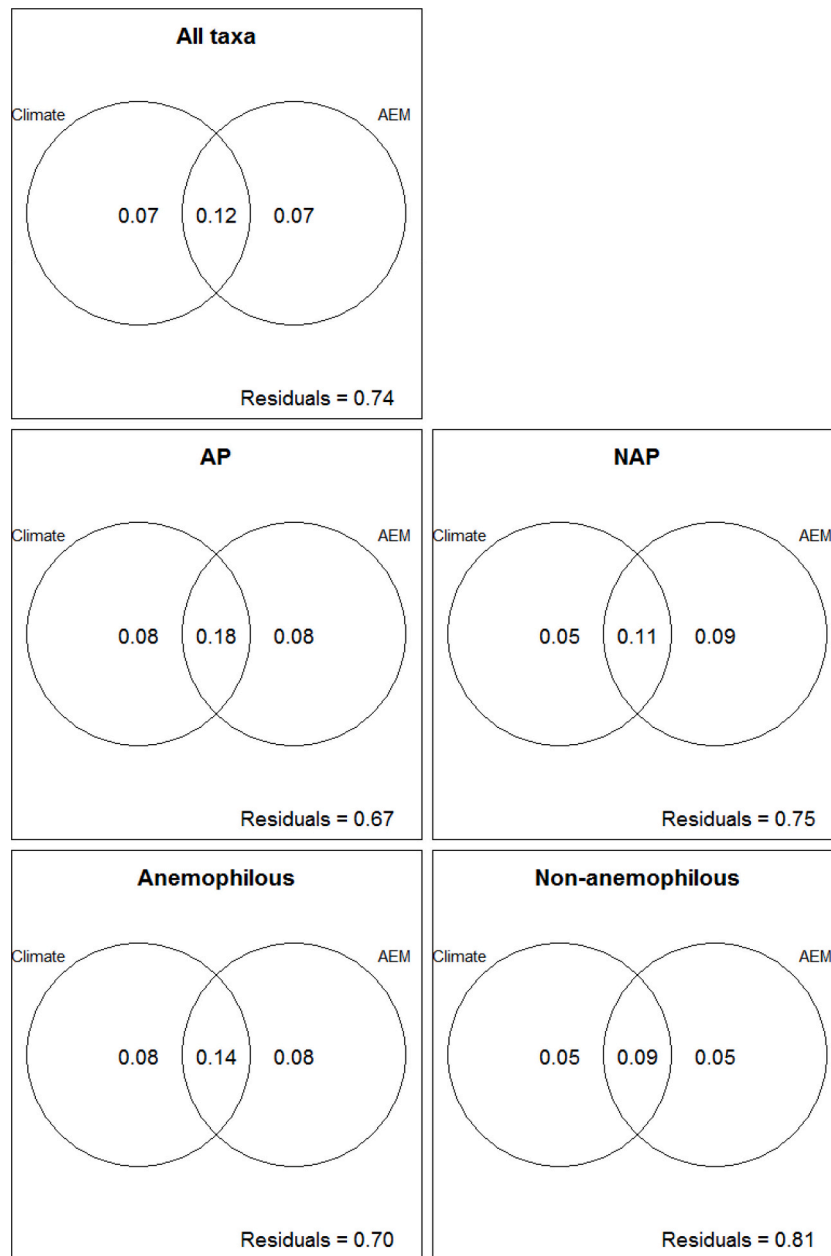 All taxa
Climate AEM
0.07 0.12 0.07
Residuals = 0.74
AP
Climate AEM
0.08 0.18 0.08
Residuals = 0.67
NAP
Climate AEM
0.05 0.11 0.09
Residuals = 0.75
Anemophilous
Climate AEM
0.08 0.14 0.08
Residuals = 0.70
Non-anemophilous
Climate AEM
0.05 0.09 0.05
Residuals = 0.81